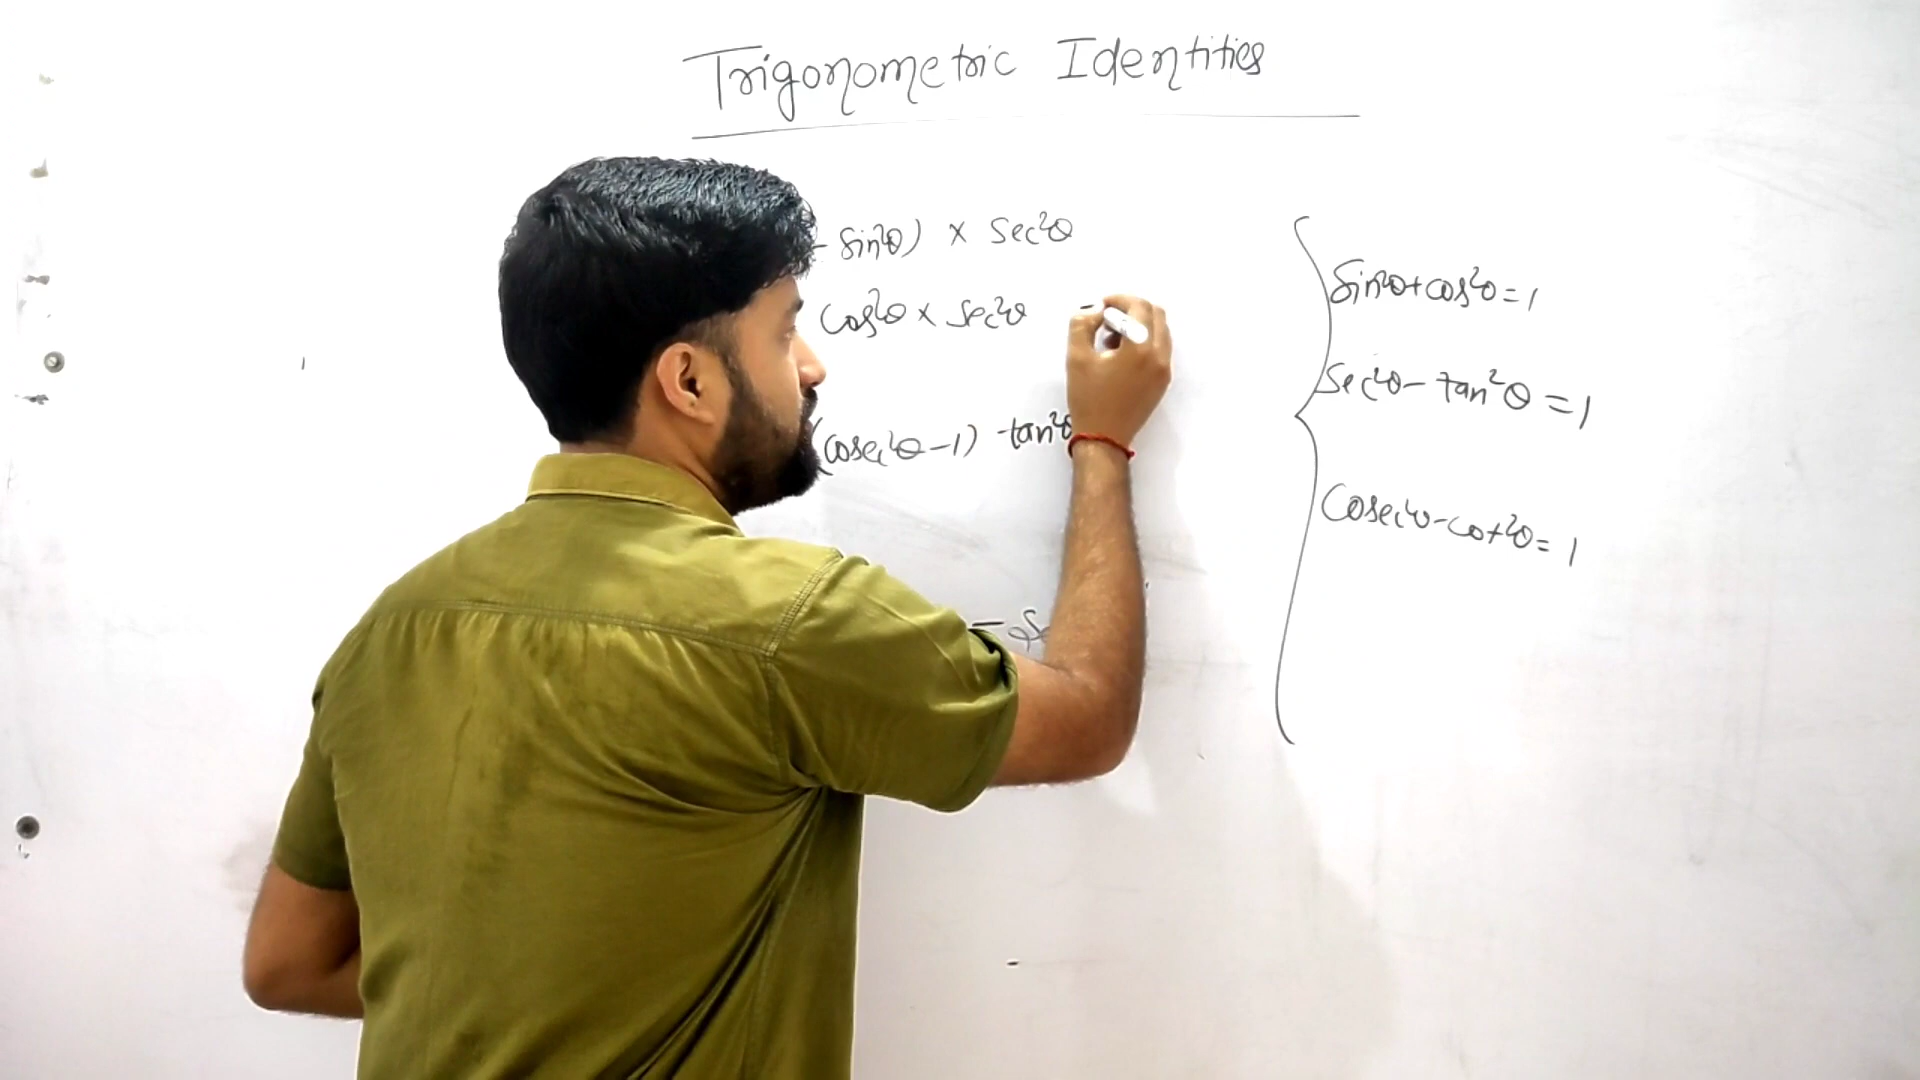 Trigonometric Identities
- sin²θ) × sec²θ
cos²θ × sec²θ =
(cosec²θ-1) tan²θ
=
sin²θ+cos²θ=1
sec²θ- tan²θ =1
cosec²θ-cot²θ=1